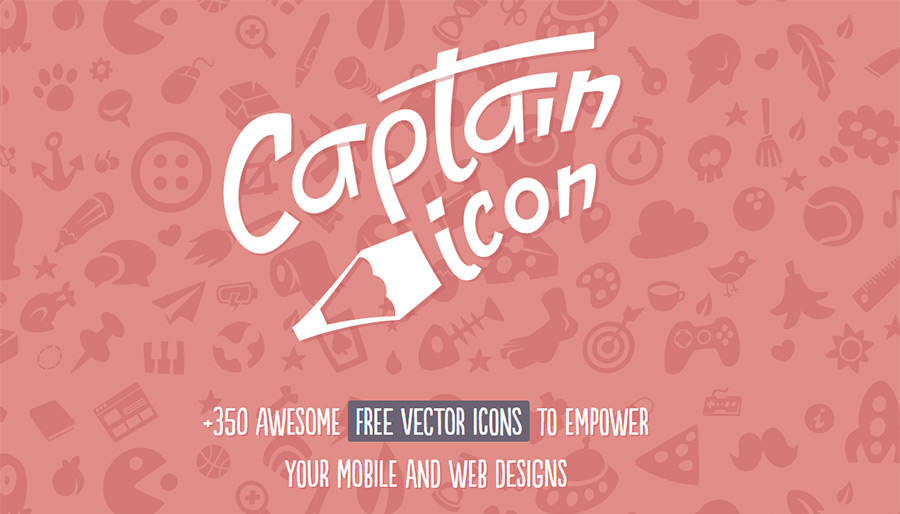 Captain
icon
+350 AWESOME FREE VECTOR ICONS TO EMPOWER
YOUR MOBILE AND WEB DESIGNS